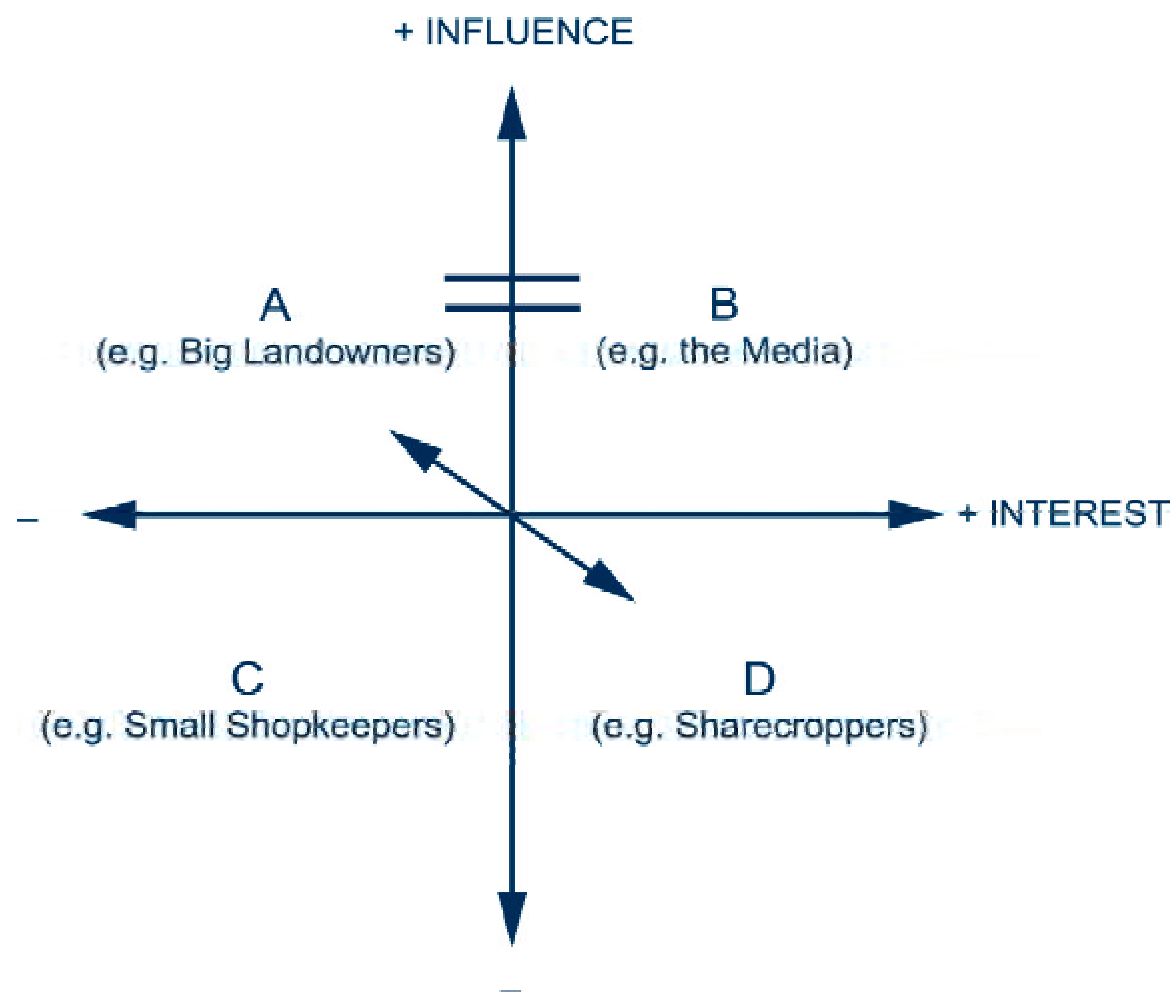 + INFLUENCE
A
(e.g. Big Landowners)
B
(e.g. the Media)
–
+ INTEREST
C
(e.g. Small Shopkeepers)
D
(e.g. Sharecroppers)
–